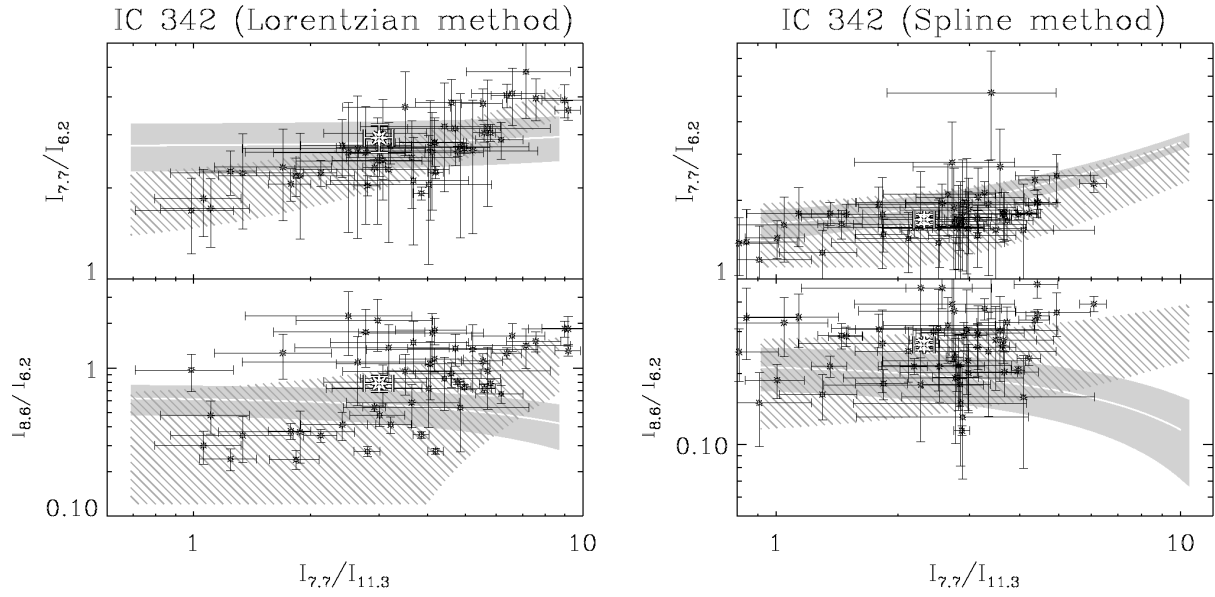 IC 342 (Lorentzian method)
IC 342 (Spline method)
I7.7/I6.2
1
I7.7/I6.2
1
I8.6/I6.2
1
0.10
I8.6/I6.2
0.10
1
10
I7.7/I11.3
1
10
I7.7/I11.3